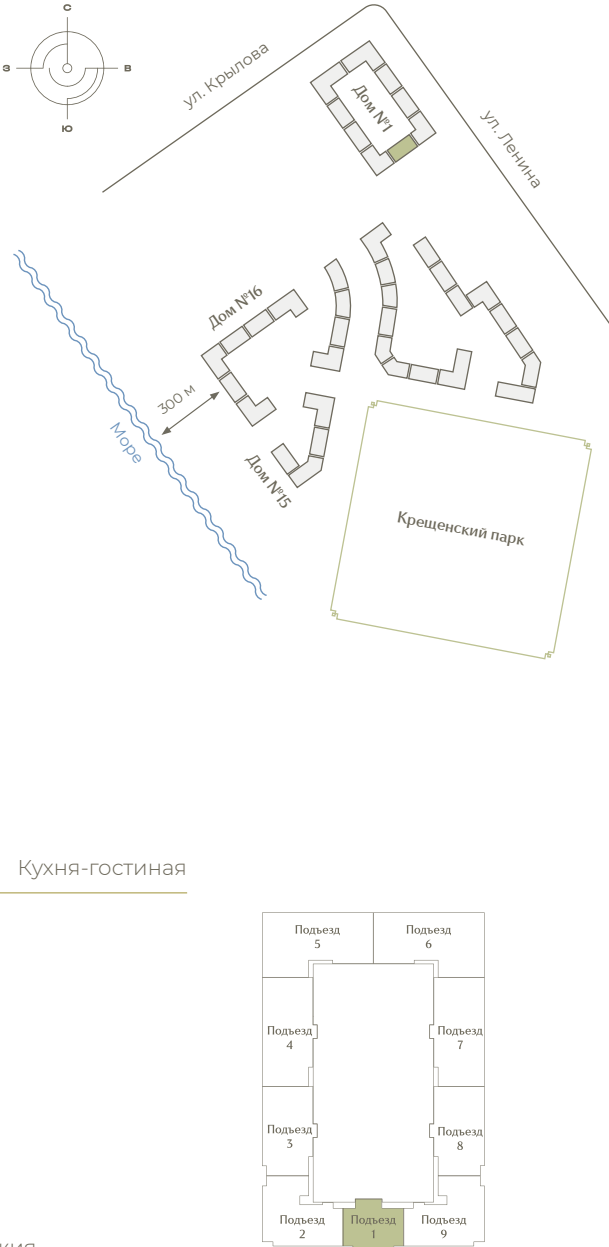 С
З
В
Ю
ул. Крылова
Дом №1
ул. Ленина
Дом №16
300 м
Море
Дом №15
Крещенский парк
Кухня-гостиная
Подъезд
5
Подъезд
6
Подъезд
4
Подъезд
7
Подъезд
3
Подъезд
8
Подъезд
2
Подъезд
1
Подъезд
9